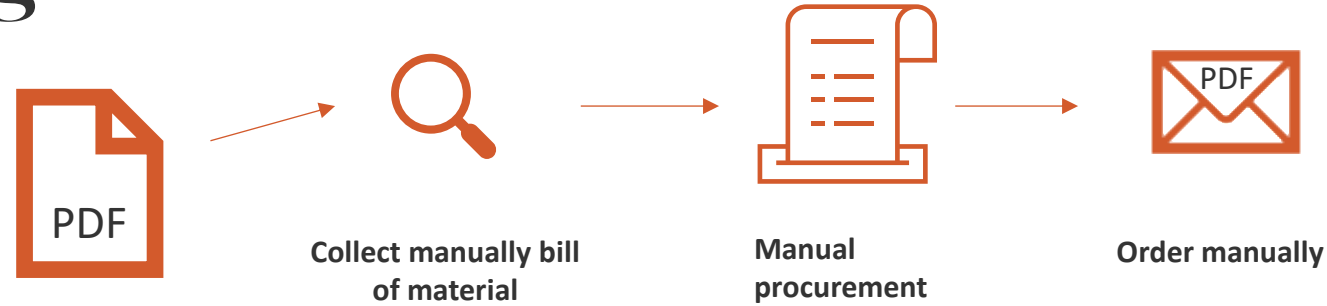 PDF
Collect manually bill
of material
Manual
procurement
PDF
Order manually